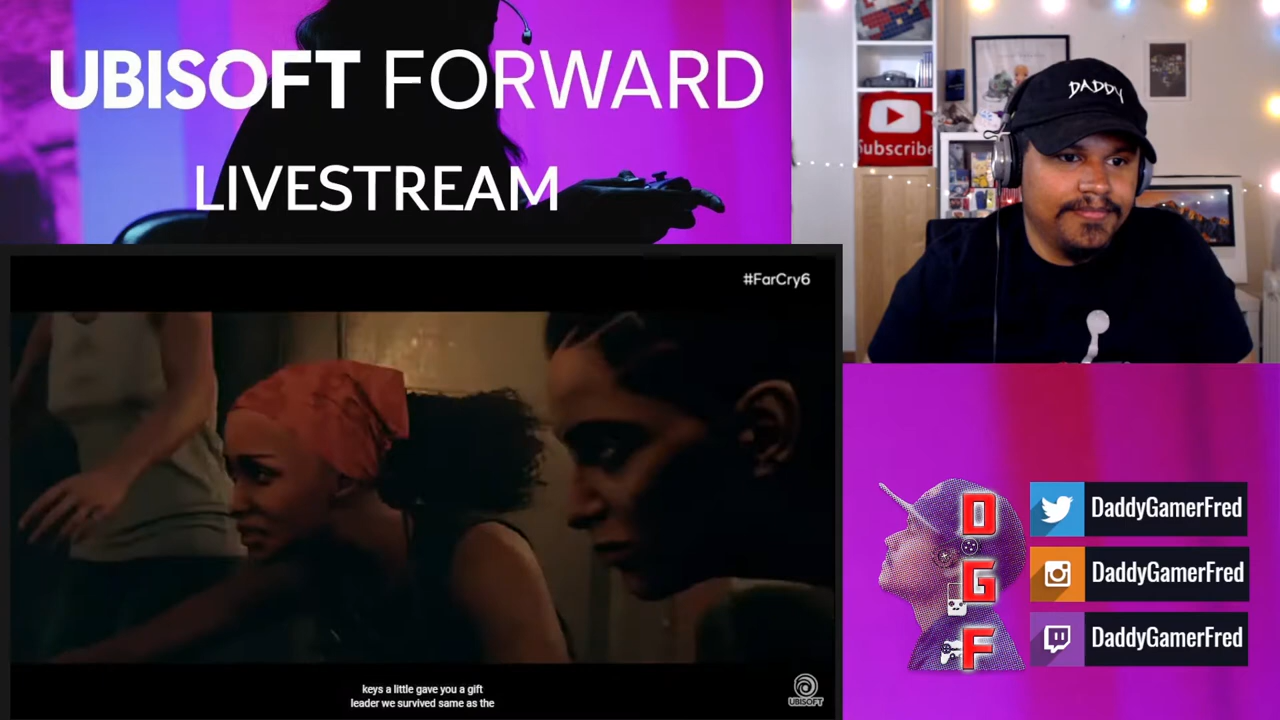 UBISOFT FORWARD
LIVESTREAM
DADDY
Subscribe
#FarCry6
keys a little gave you a gift
leader we survived same as the
UBISOFT
DGF
DaddyGamerFred
DaddyGamerFred
DaddyGamerFred